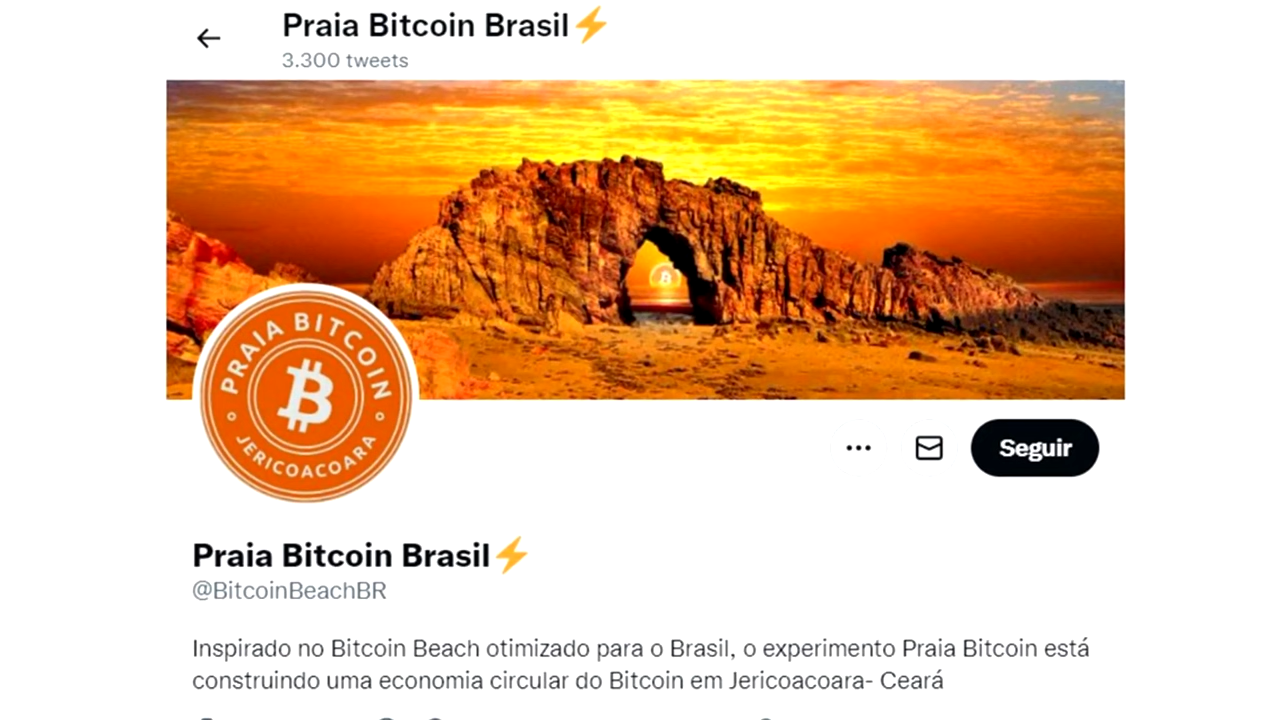 Praia Bitcoin Brasil⚡
3.300 tweets
PRAIA BITCOIN
JERICOACOARA
Seguir
Praia Bitcoin Brasil⚡
@BitcoinBeachBR
Inspirado no Bitcoin Beach otimizado para o Brasil, o experimento Praia Bitcoin está
construindo uma economia circular do Bitcoin em Jericoacoara- Ceará